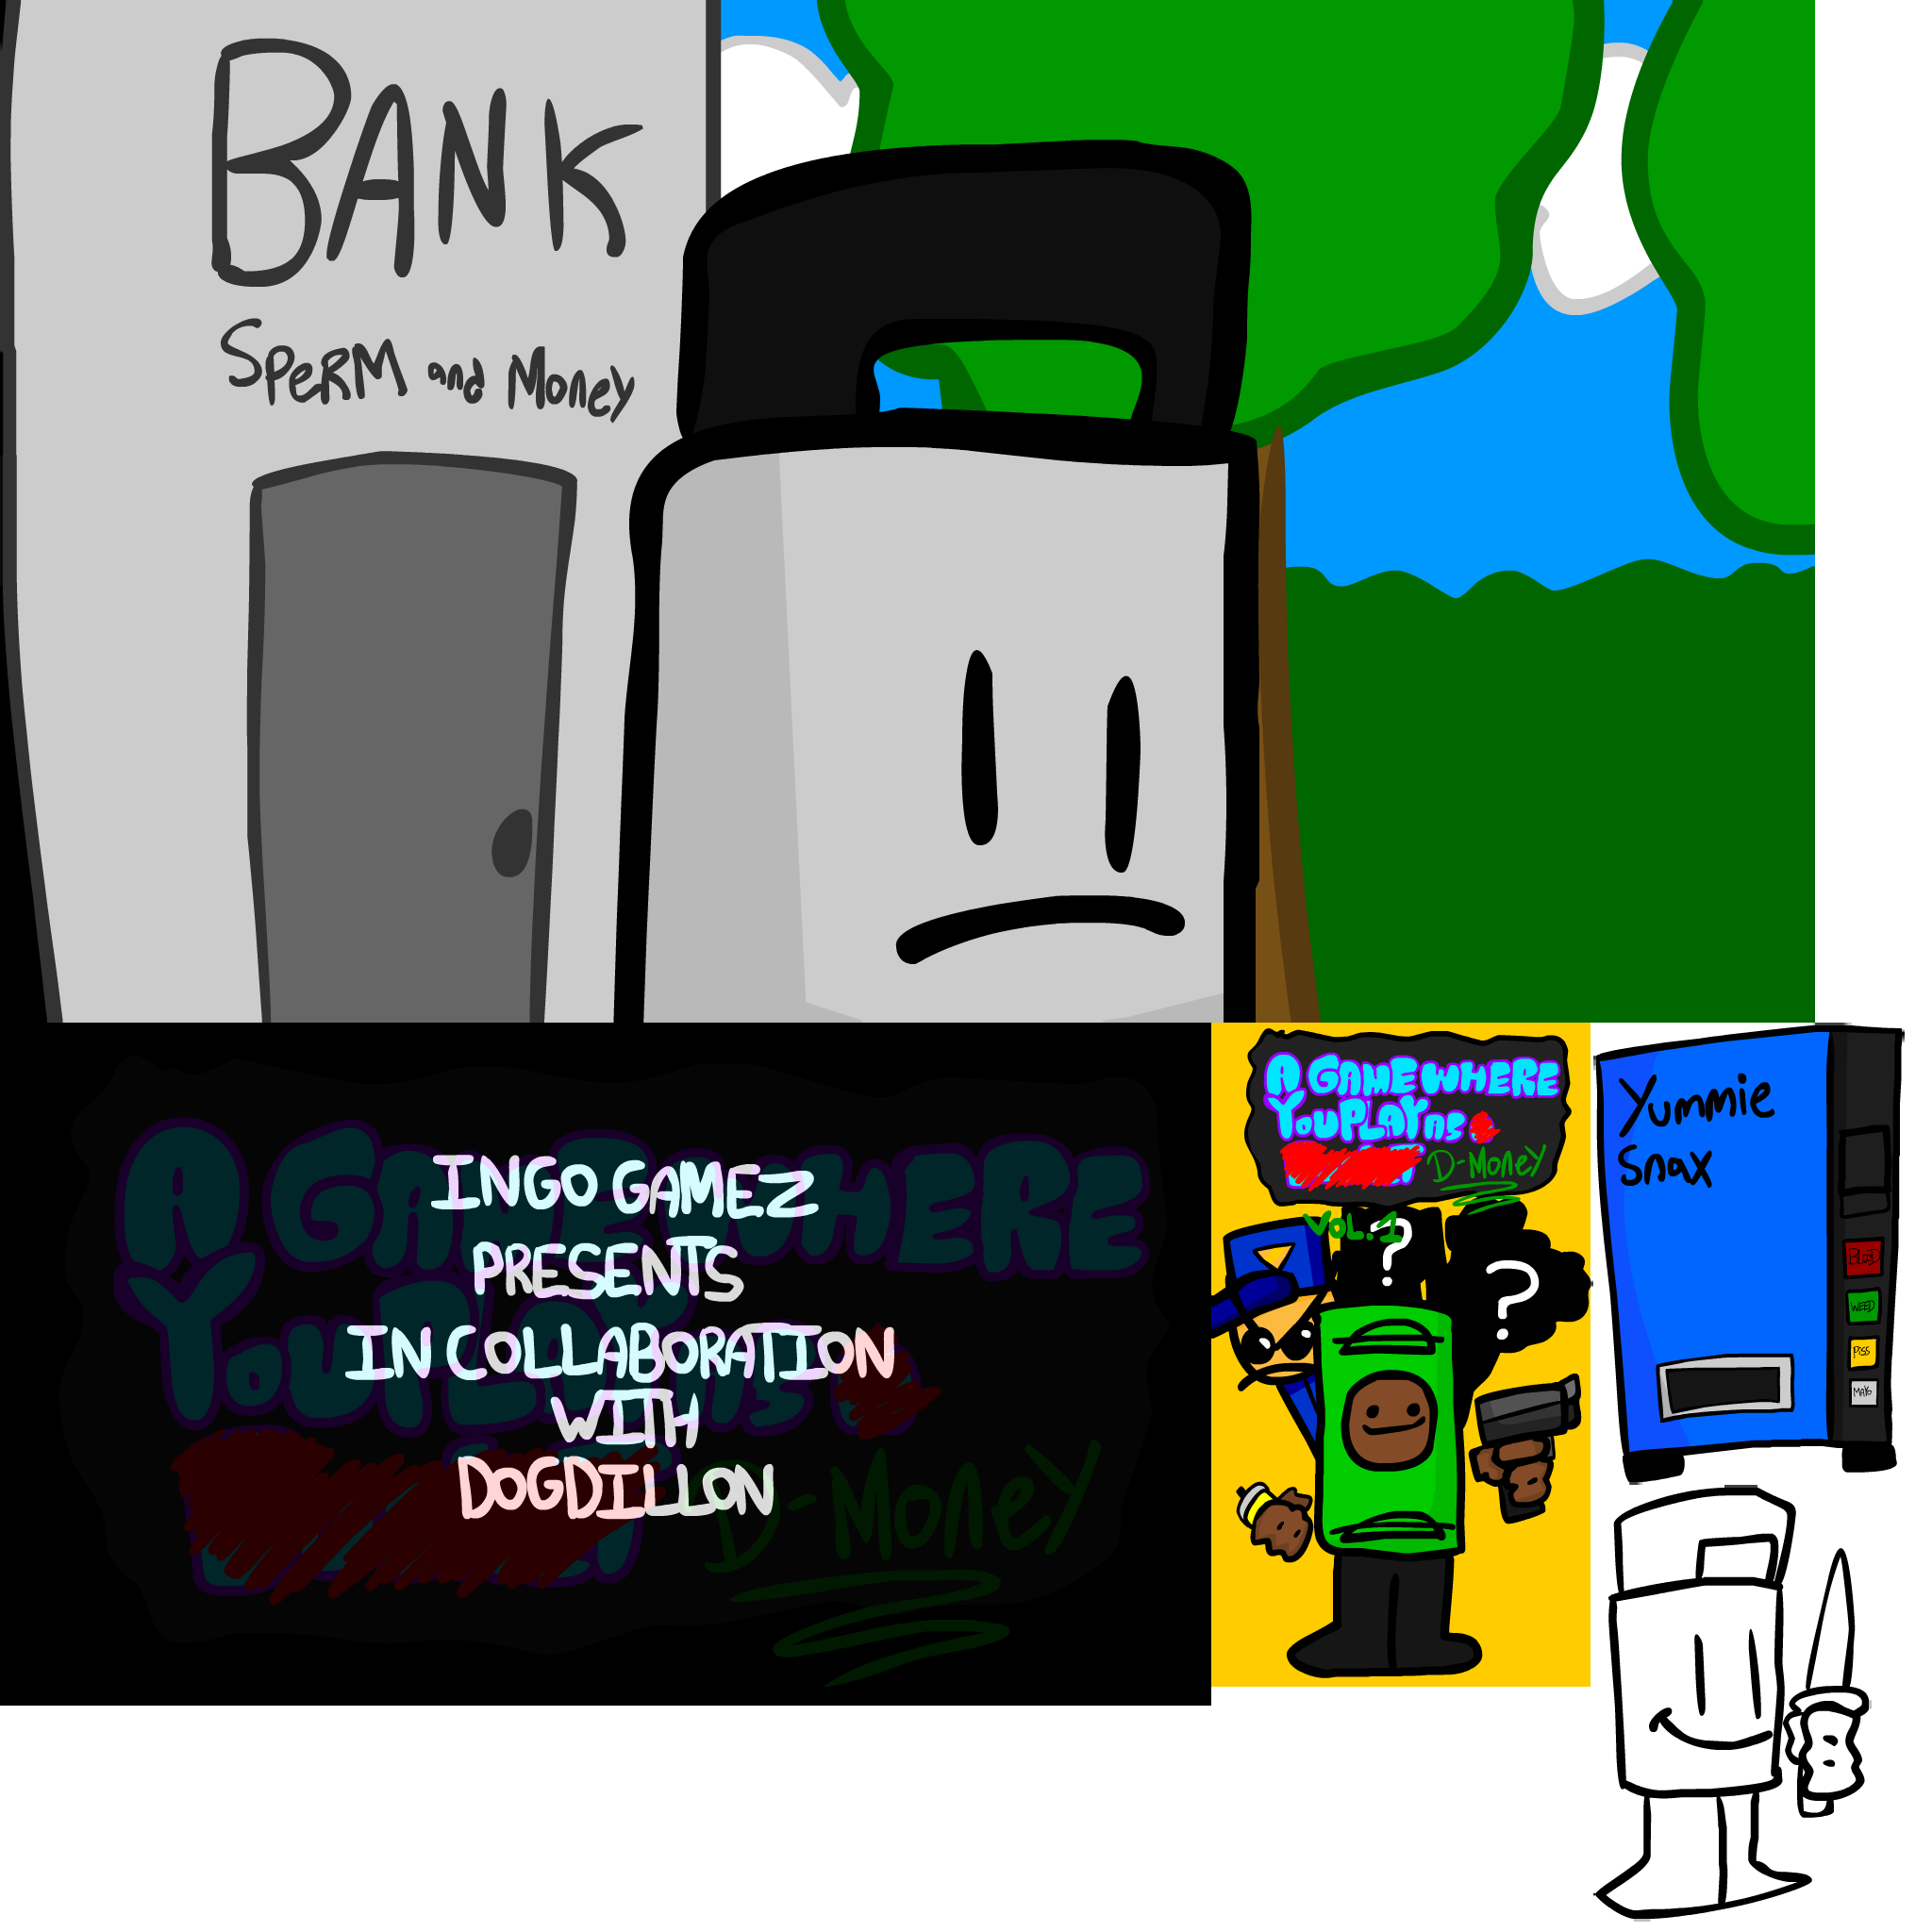 BANK
SPERM and Money
INGO GAMEZ
PRESENTS
IN COLLABORATION
WITH
DOGDILLON
A GAME WHERE
YOU PLAY AS
D-MONEY
A GAME WHERE
YOU PLAY AS
D-MONEY
VOL.1
?
?
Yummie
Snax
BLOOD
WEED
PISS